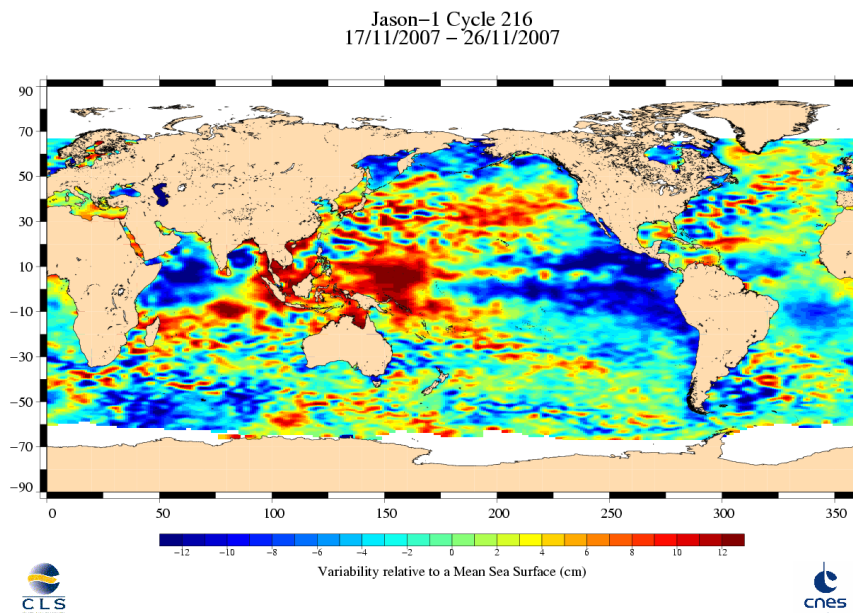 Jason−1 Cycle 216
17/11/2007 − 26/11/2007
90
70
50
30
10
−10
−30
−50
−70
−90
0 50 100 150 200 250 300 350
−12 −10 −8 −6 −4 −2 0 2 4 6 8 10 12
Variability relative to a Mean Sea Surface (cm)
CLS
cnes